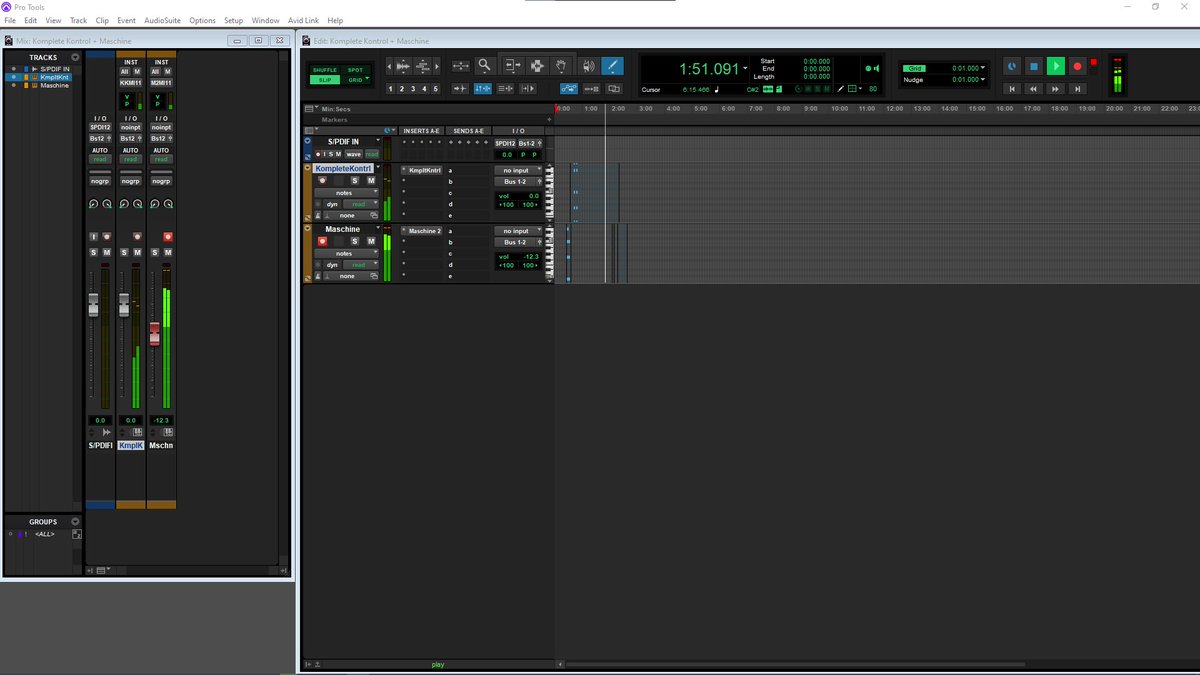 Pro Tools
File Edit View Track Clip Event AudioSuite Options Setup Window Avid Link Help
Mix: Komplete Kontrol + Maschine
TRACKS
S/PDIF IN
KmpltKnt
Maschine
INST INST
All M All M
KKM11 M2M11
V V
P P
I / O I / O I / O
SPDI12 noinpt noinpt
Bs12 Bs12 Bs12
AUTO AUTO AUTO
read read read
nogrp nogrp nogrp
I
S M S M S M
0.0 0.0 -12.3
S/PDIFI KmplK Mschn
GROUPS
! <ALL>
Edit: Komplete Kontrol + Maschine
SHUFFLE SPOT
SLIP GRID
1 2 3 4 5
1:51.091
Start 0:00.000
End 0:00.000
Length 0:00.000
Cursor 6:15.466 C#2 80
Grid 0:01.000
Nudge 0:01.000
Min:Secs
0:00 1:00 2:00 3:00 4:00 5:00 6:00 7:00 8:00 9:00 10:00 11:00 12:00 13:00 14:00 15:00 16:00 17:00 18:00 19:00 20:00 21:00 22:00
Markers +
INSERTS A-E SENDS A-E I / O
S/PDIF IN
I S M wave read
SPDI12 Bs1-2
0.0 P P
KompleteKontrl
S M
notes
dyn read
none
KmpltKntrl
a
b
c
d
e
no input
Bus 1-2
vol 0.0
100 100
Maschine
S M
notes
dyn read
none
Maschine 2
a
b
c
d
e
no input
Bus 1-2
vol -12.3
100 100
play